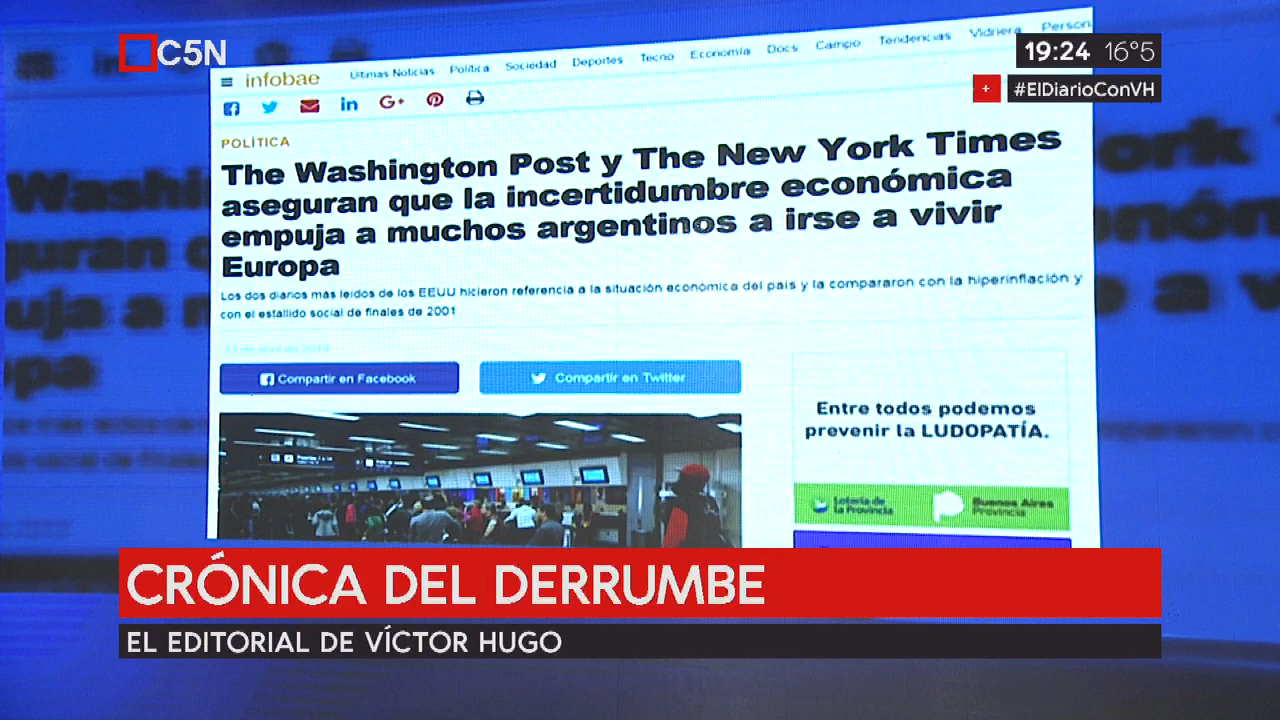 C5N
19:24 16°5
+ #ElDiarioConVH
infobae
Últimas Noticias Política Sociedad Deportes Tecno Economía Docs Campo Tendencias Vidriera Person
POLÍTICA
The Washington Post y The New York Times
aseguran que la incertidumbre económica
empuja a muchos argentinos a irse a vivir
Europa
Los dos diarios más leídos de los EEUU hicieron referencia a la situación económica del país y la compararon con la hiperinflación y
con el estallido social de finales de 2001
Compartir en Facebook
Compartir en Twitter
Entre todos podemos
prevenir la LUDOPATÍA.
Lotería de
la Provincia
Buenos Aires
Provincia
CRÓNICA DEL DERRUMBE
EL EDITORIAL DE VÍCTOR HUGO